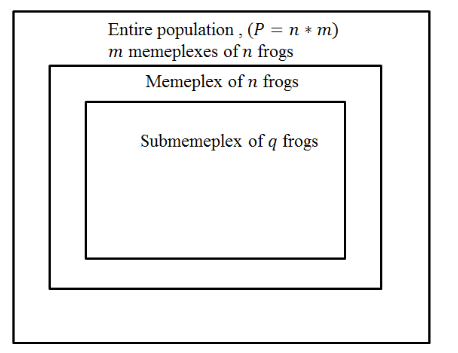 Entire population , (P = n * m)
m memeplexes of n frogs
Memeplex of n frogs
Submemeplex of q frogs